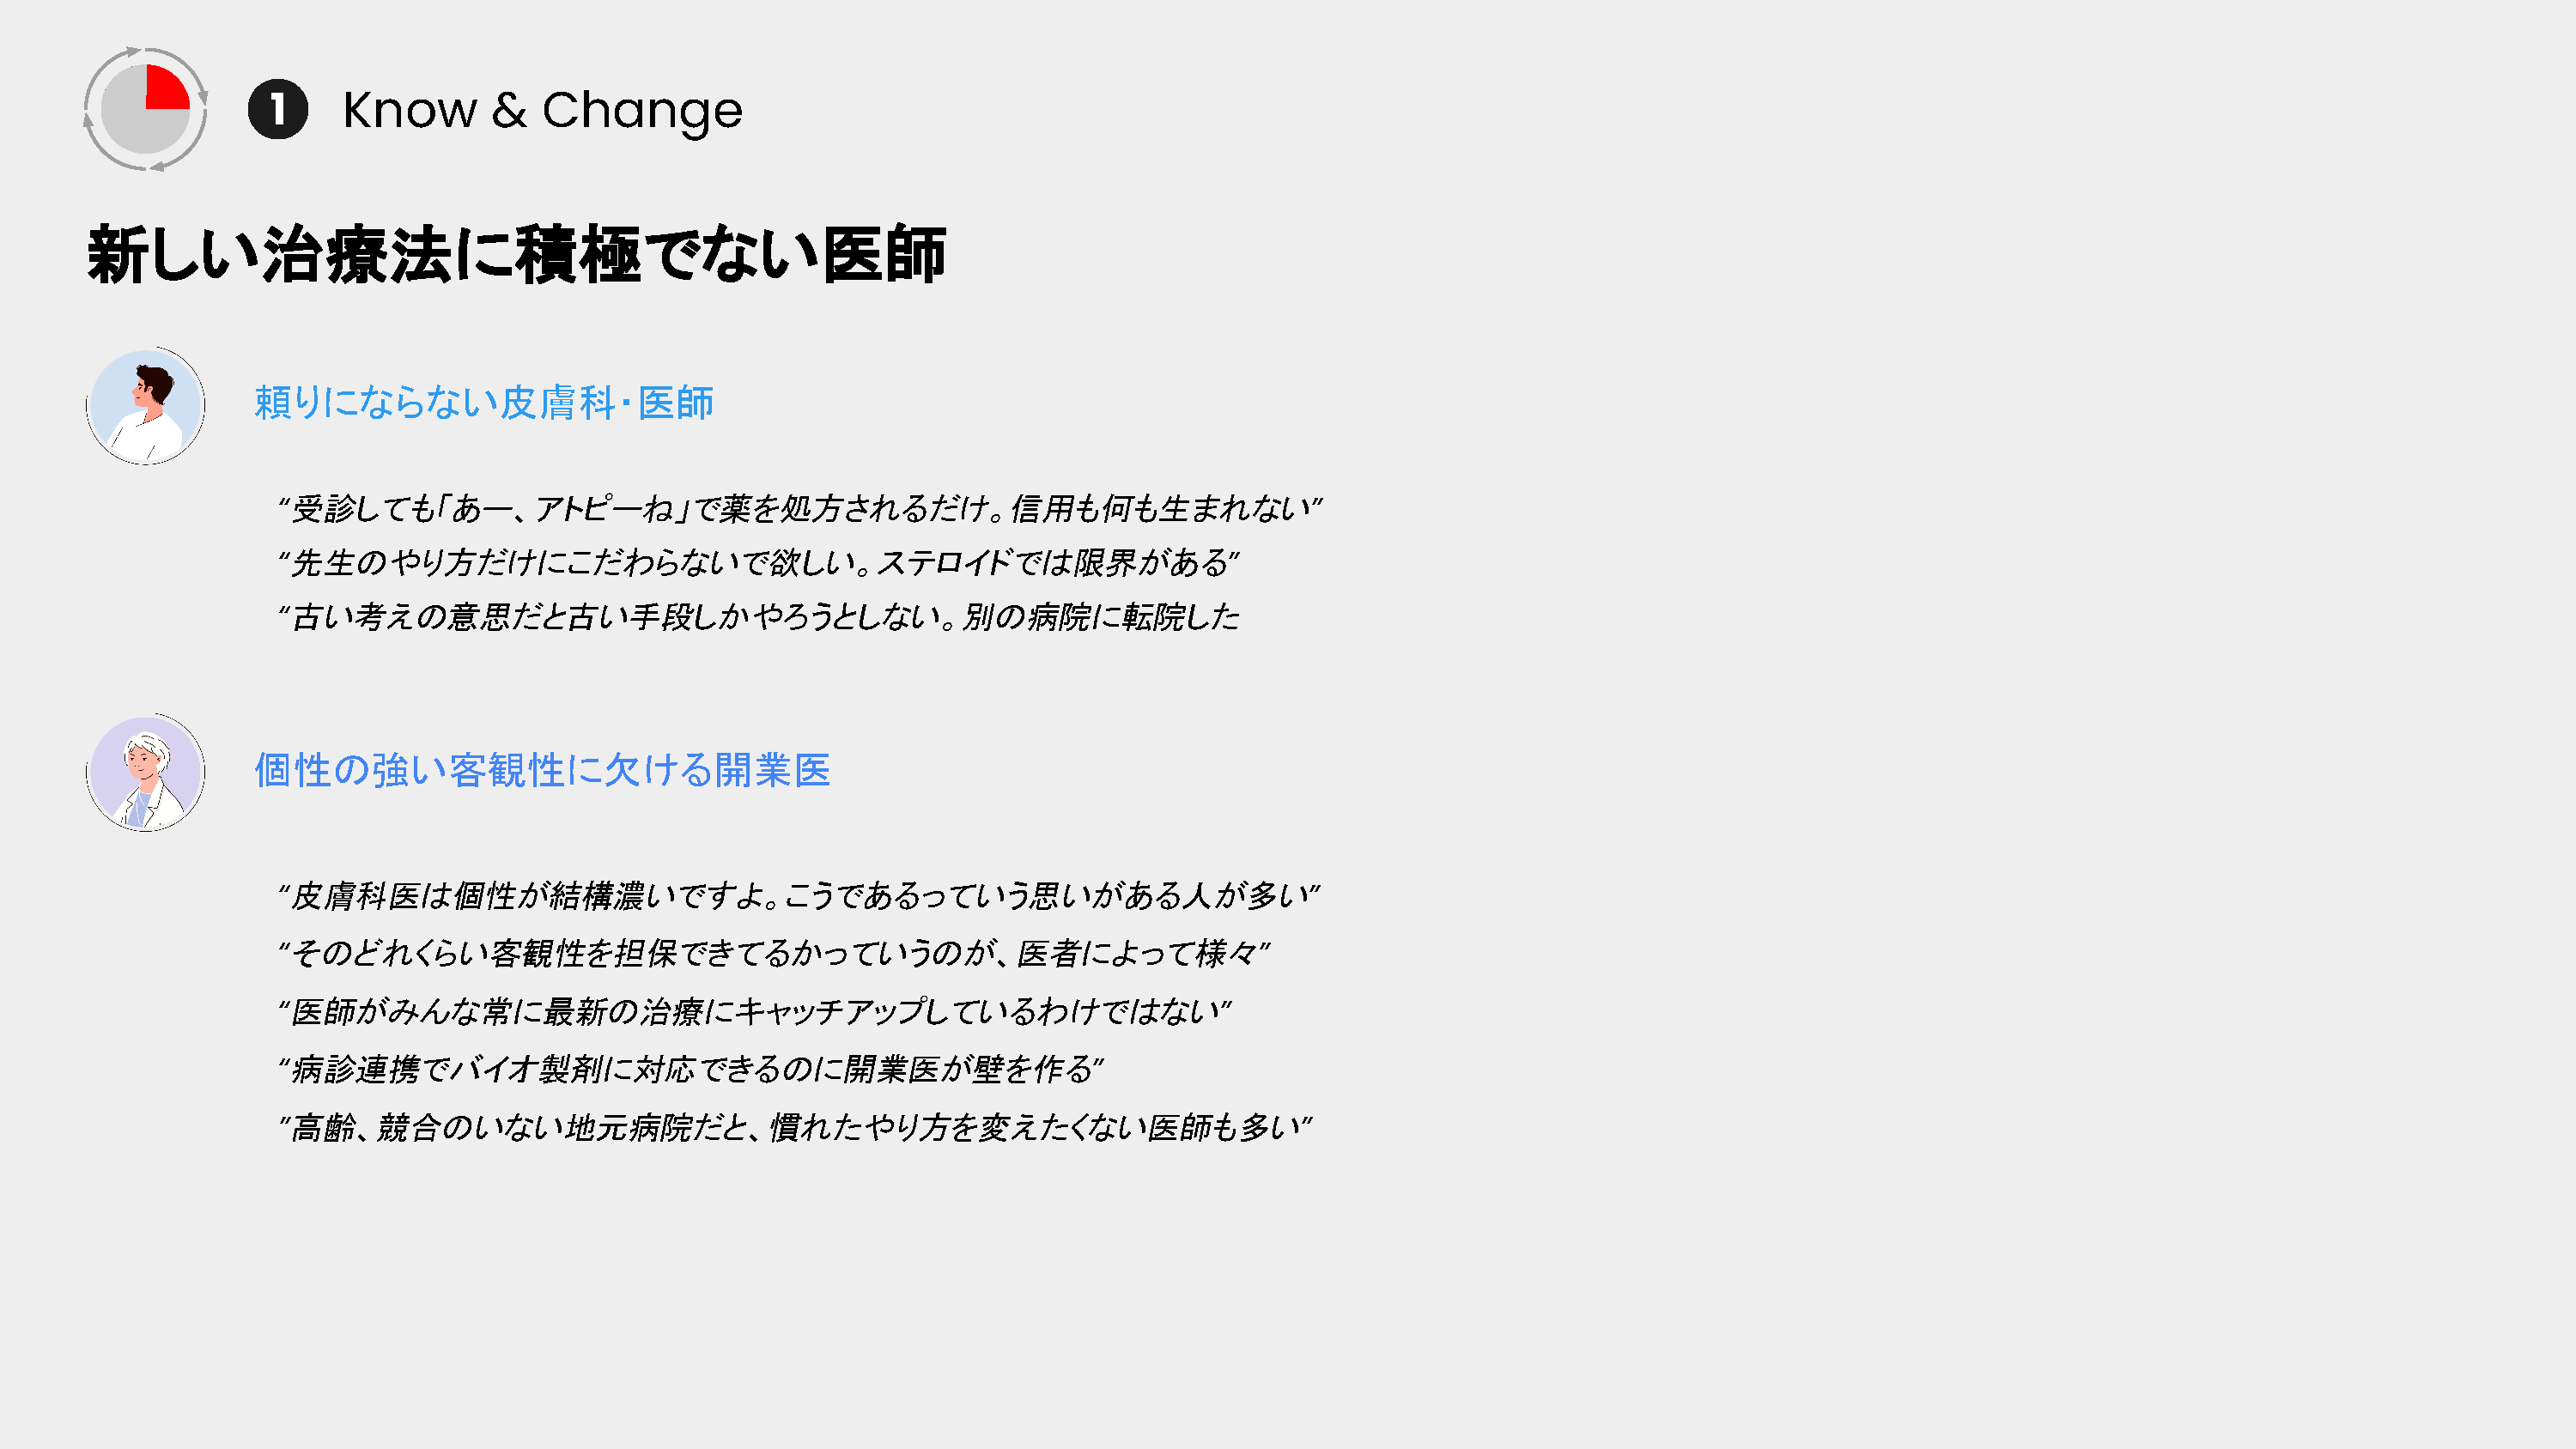 1 Know & Change
新しい治療法に積極でない医師
頼りにならない皮膚科・医師
“受診しても「あー、アトピーね」で薬を処方されるだけ。信用も何も生まれない”
“先生のやり方だけにこだわらないで欲しい。ステロイドでは限界がある”
“古い考えの意思だと古い手段しかやろうとしない。別の病院に転院した
個性の強い客観性に欠ける開業医
“皮膚科医は個性が結構濃いですよ。こうであるっていう思いがある人が多い”
“そのどれくらい客観性を担保できてるかっていうのが、医者によって様々”
“医師がみんな常に最新の治療にキャッチアップしているわけではない”
“病診連携でバイオ製剤に対応できるのに開業医が壁を作る”
”高齢、競合のいない地元病院だと、慣れたやり方を変えたくない医師も多い”